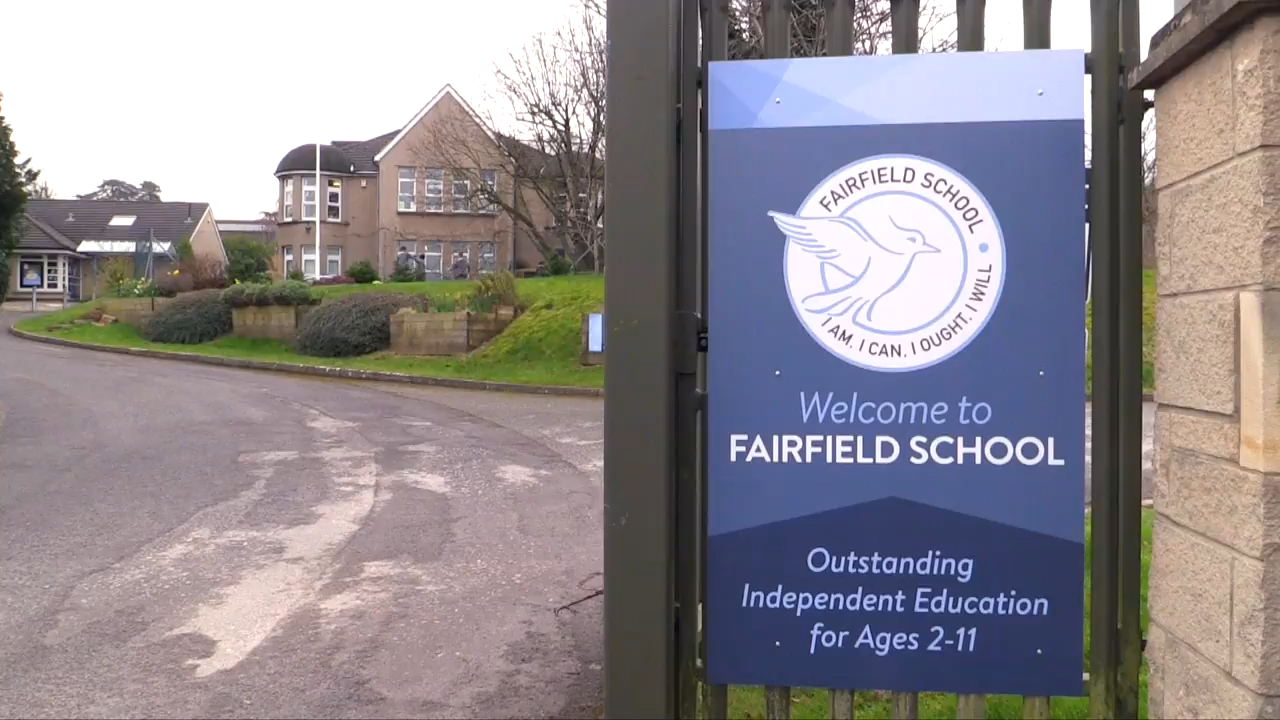 FAIRFIELD SCHOOL
I AM. I CAN. I OUGHT. I WILL
Welcome to
FAIRFIELD SCHOOL
Outstanding
Independent Education
for Ages 2-11